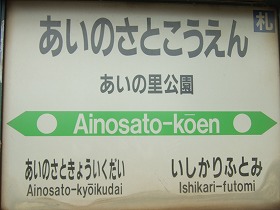 札
あいのさとこうえん
あいの里公園
Ainosato-kōen
あいのさときょういくだい いしかりふとみ
Ainosato-kyōikudai Ishikari-futomi